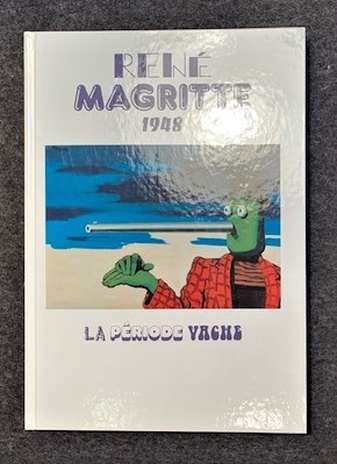 RENÉ
MAGRITTE
1948
LA PÉRIODE VACHE